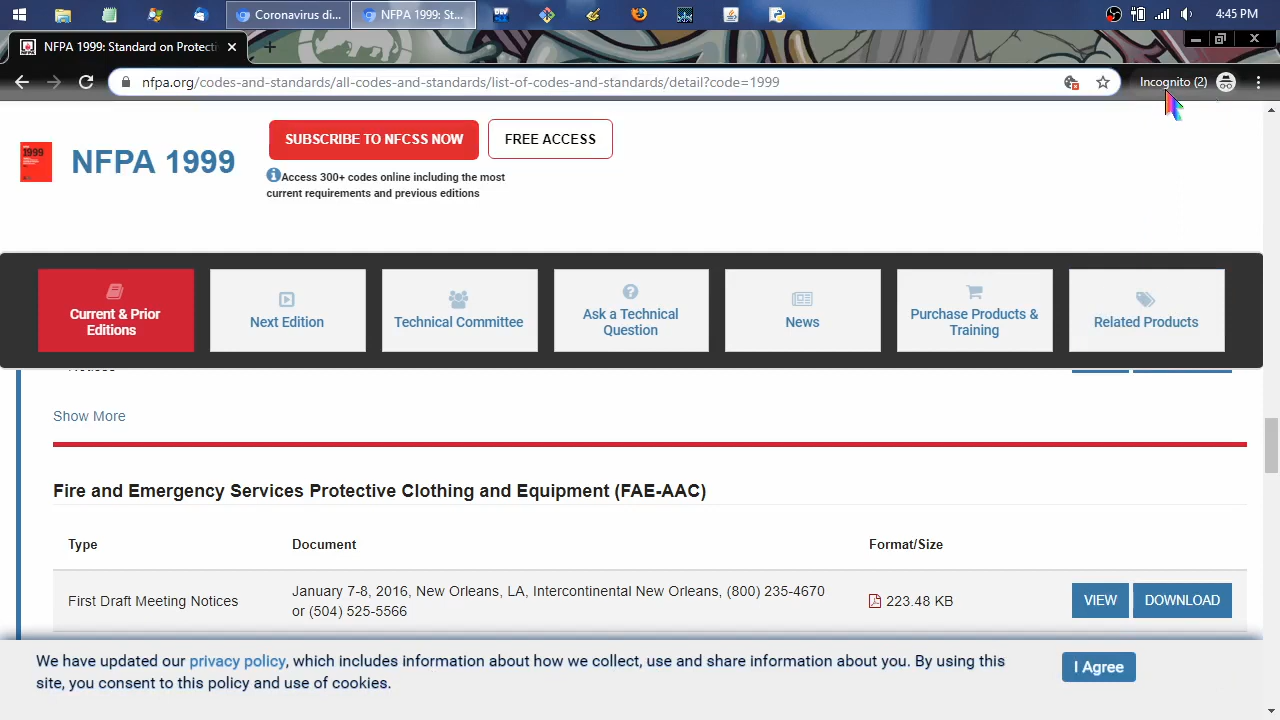 Coronavirus di...
NFPA 1999: St...
4:45 PM
NFPA 1999: Standard on Protecti
nfpa.org/codes-and-standards/all-codes-and-standards/list-of-codes-and-standards/detail?code=1999
Incognito (2)
1999
NFPA 1999
SUBSCRIBE TO NFCSS NOW
FREE ACCESS
Access 300+ codes online including the most
current requirements and previous editions
Current & Prior
Editions
Next Edition
Technical Committee
Ask a Technical
Question
News
Purchase Products &
Training
Related Products
Notices
Show More
Fire and Emergency Services Protective Clothing and Equipment (FAE-AAC)
Type
Document
Format/Size
First Draft Meeting Notices
January 7-8, 2016, New Orleans, LA, Intercontinental New Orleans, (800) 235-4670
or (504) 525-5566
223.48 KB
VIEW
DOWNLOAD
We have updated our privacy policy, which includes information about how we collect, use and share information about you. By using this
site, you consent to this policy and use of cookies.
I Agree